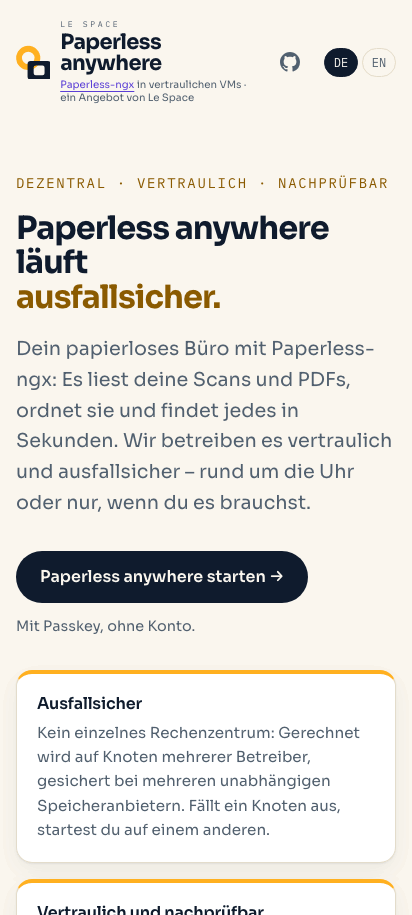 LE SPACE
Paperless
anywhere
Paperless-ngx in vertraulichen VMs ·
ein Angebot von Le Space
DE
EN
DEZENTRAL · VERTRAULICH · NACHPRÜFBAR
Paperless anywhere
läuft
ausfallsicher.
Dein papierloses Büro mit Paperless-
ngx: Es liest deine Scans und PDFs,
ordnet sie und findet jedes in
Sekunden. Wir betreiben es vertraulich
und ausfallsicher – rund um die Uhr
oder nur, wenn du es brauchst.
Paperless anywhere starten →
Mit Passkey, ohne Konto.
Ausfallsicher
Kein einzelnes Rechenzentrum: Gerechnet
wird auf Knoten mehrerer Betreiber,
gesichert bei mehreren unabhängigen
Speicheranbietern. Fällt ein Knoten aus,
startest du auf einem anderen.
Vertraulich und nachprüfbar